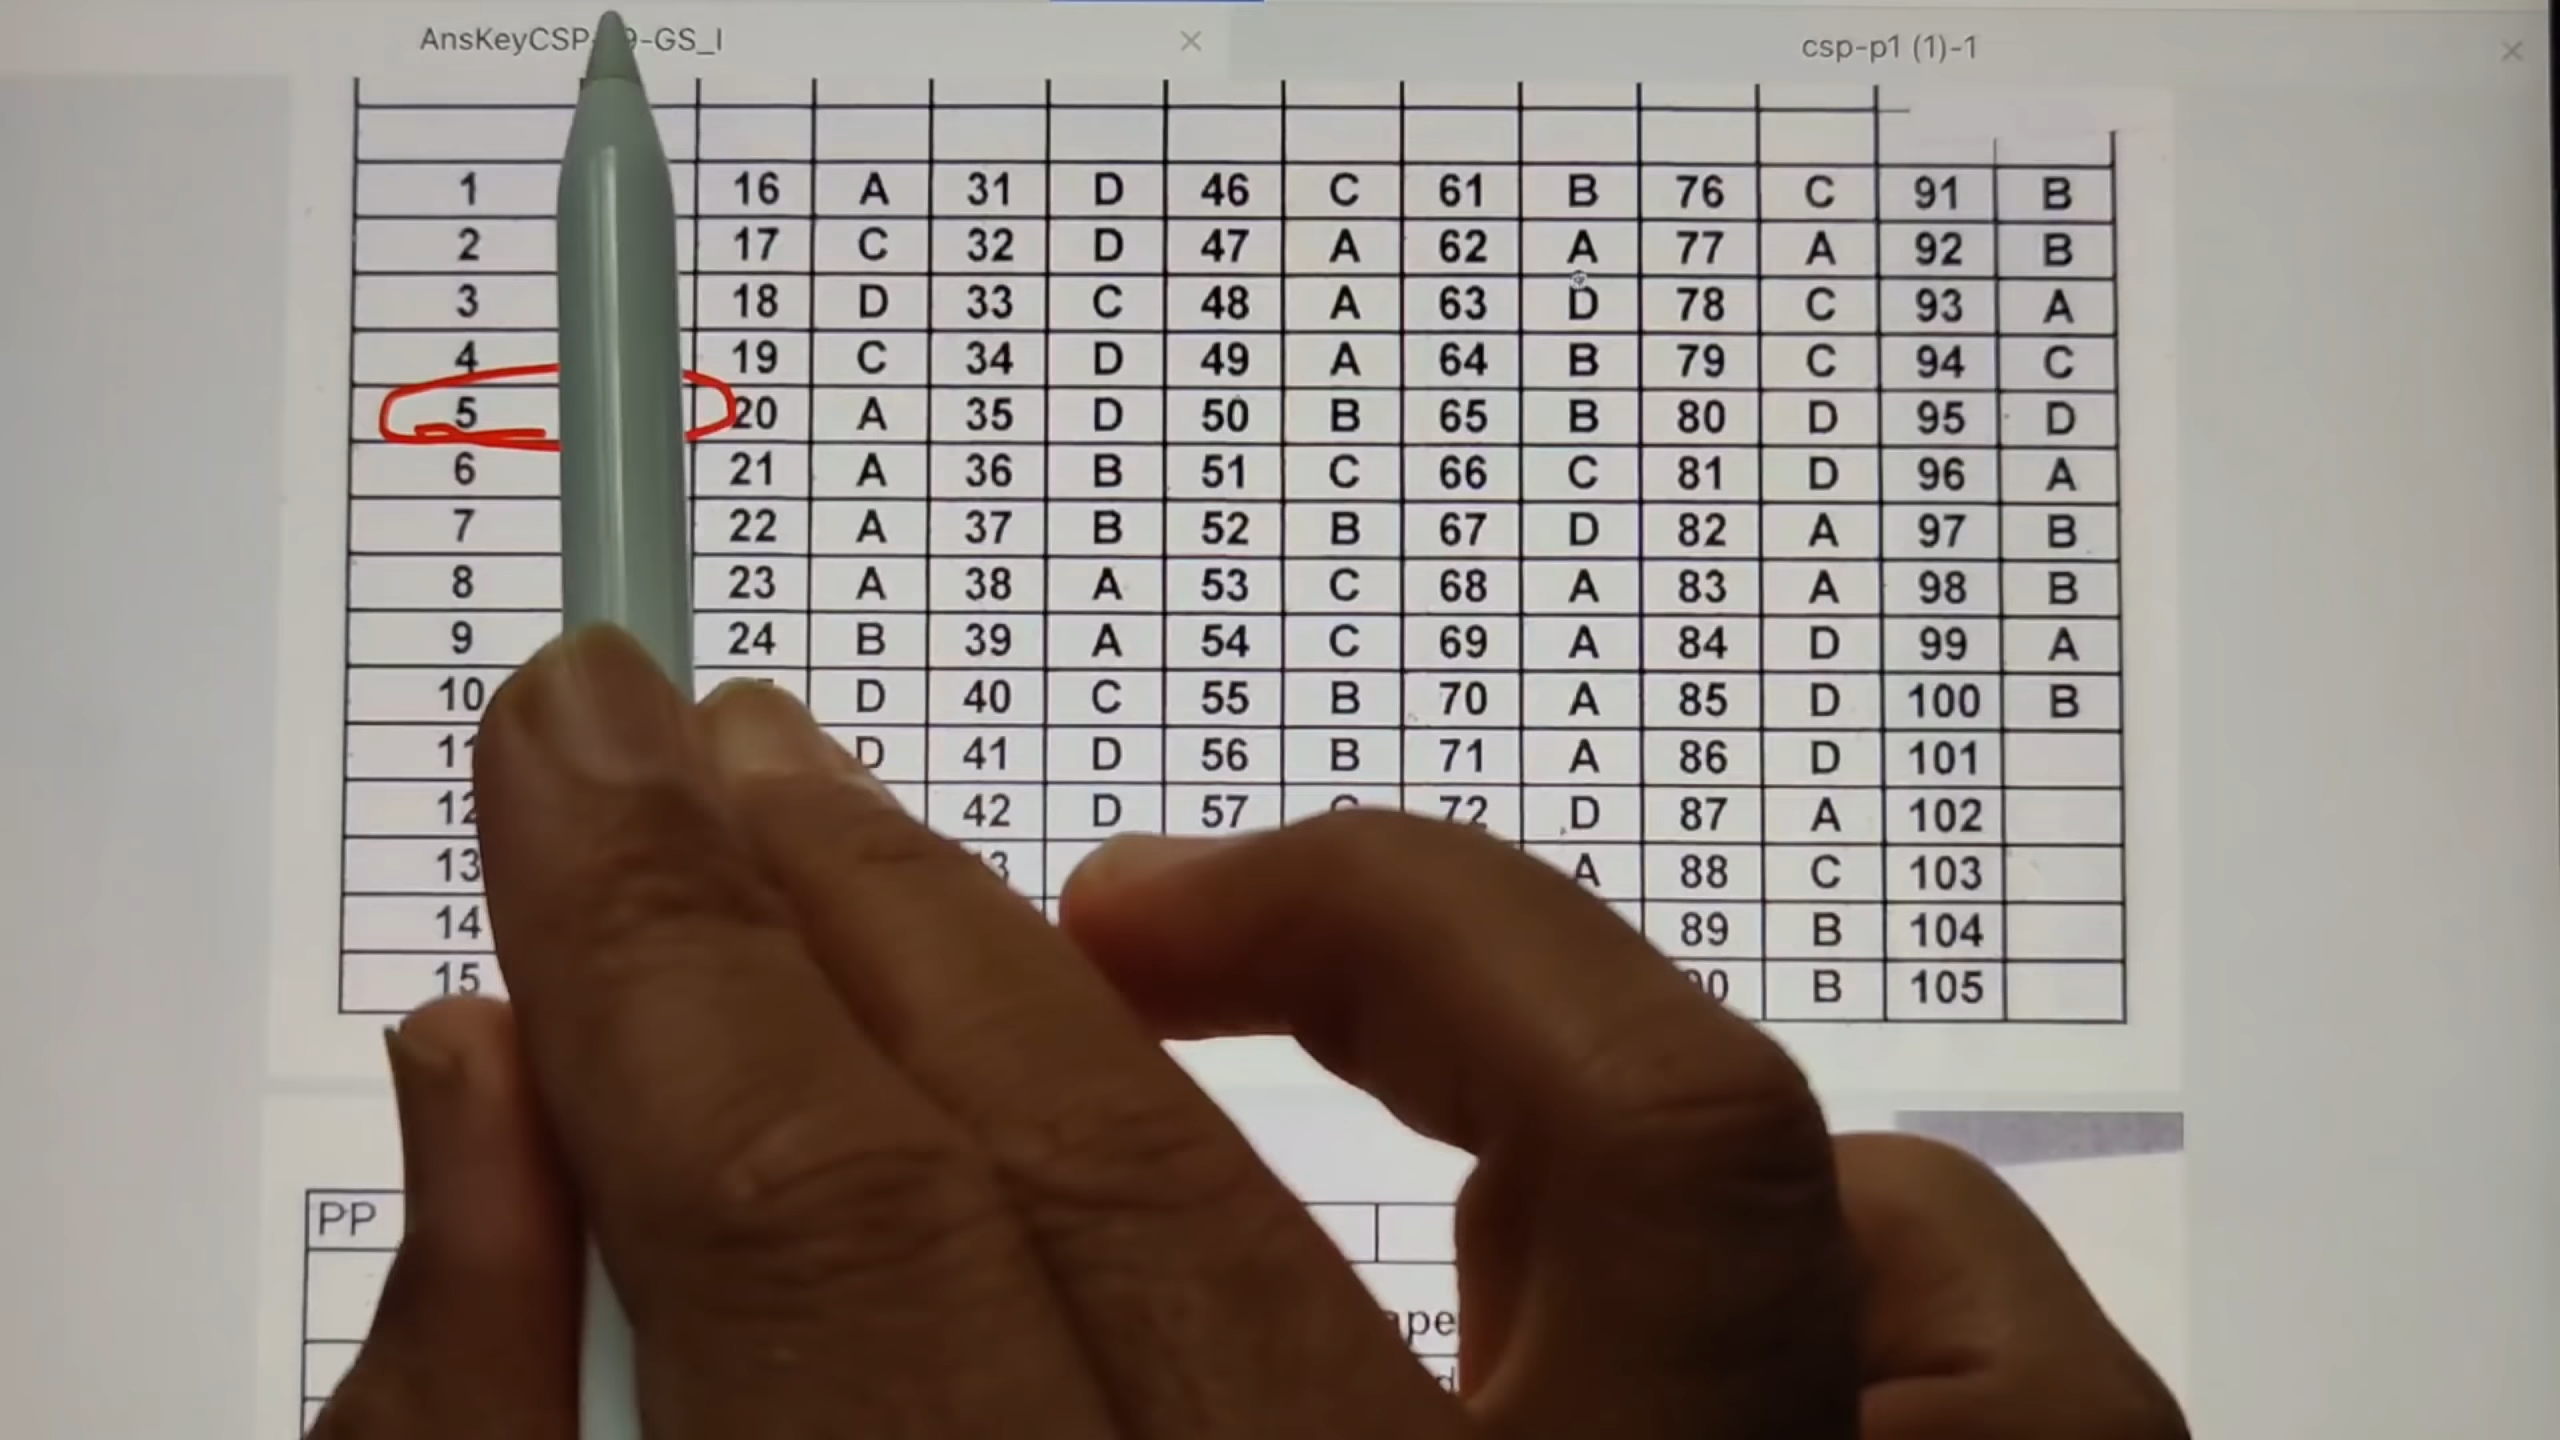 AnsKeyCSP 9-GS_I csp-p1 (1)-1
1 16 A 31 D 46 C 61 B 76 C 91 B
2 17 C 32 D 47 A 62 A 77 A 92 B
3 18 D 33 C 48 A 63 D 78 C 93 A
4 19 C 34 D 49 A 64 B 79 C 94 C
5 20 A 35 D 50 B 65 B 80 D 95 D
6 21 A 36 B 51 C 66 C 81 D 96 A
7 22 A 37 B 52 B 67 D 82 A 97 B
8 23 A 38 A 53 C 68 A 83 A 98 B
9 24 B 39 A 54 C 69 A 84 D 99 A
10 D 40 C 55 B 70 A 85 D 100 B
11 D 41 D 56 B 71 A 86 D 101
12 42 D 57 72 D 87 A 102
13 A 88 C 103
14 89 B 104
15 B 105
PP